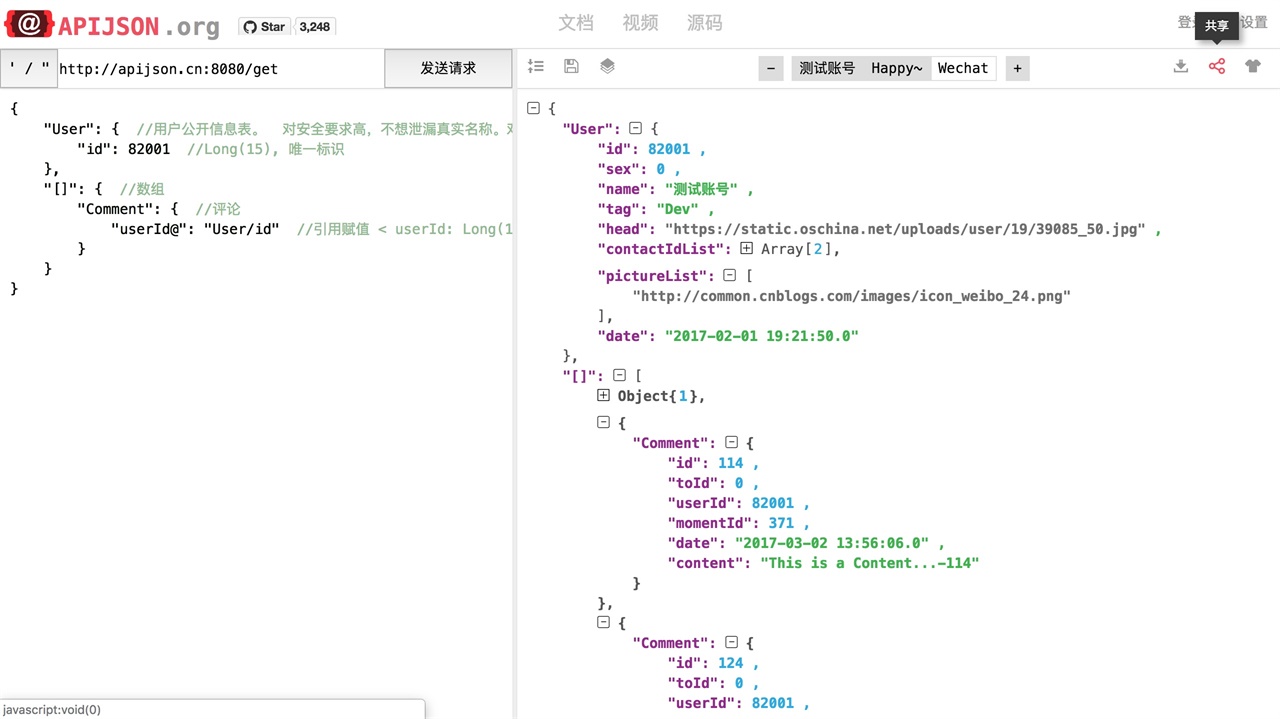 @ APIJSON.org
Star 3,248
文档 视频 源码
登 设置
共享
' / " http://apijson.cn:8080/get 发送请求
− 测试账号 Happy~ Wechat +
{
"User": { //用户公开信息表。 对安全要求高，不想泄漏真实名称。
"id": 82001 //Long(15), 唯一标识
},
"[]": { //数组
"Comment": { //评论
"userId@": "User/id" //引用赋值 < userId: Long(1
}
}
}
{
"User": {
"id": 82001 ,
"sex": 0 ,
"name": "测试账号" ,
"tag": "Dev" ,
"head": "https://static.oschina.net/uploads/user/19/39085_50.jpg" ,
"contactIdList": Array[2],
"pictureList": [
"http://common.cnblogs.com/images/icon_weibo_24.png"
],
"date": "2017-02-01 19:21:50.0"
},
"[]": [
Object{1},
{
"Comment": {
"id": 114 ,
"toId": 0 ,
"userId": 82001 ,
"momentId": 371 ,
"date": "2017-03-02 13:56:06.0" ,
"content": "This is a Content...-114"
}
},
{
"Comment": {
"id": 124 ,
"toId": 0 ,
"userId": 82001 ,
javascript:void(0)